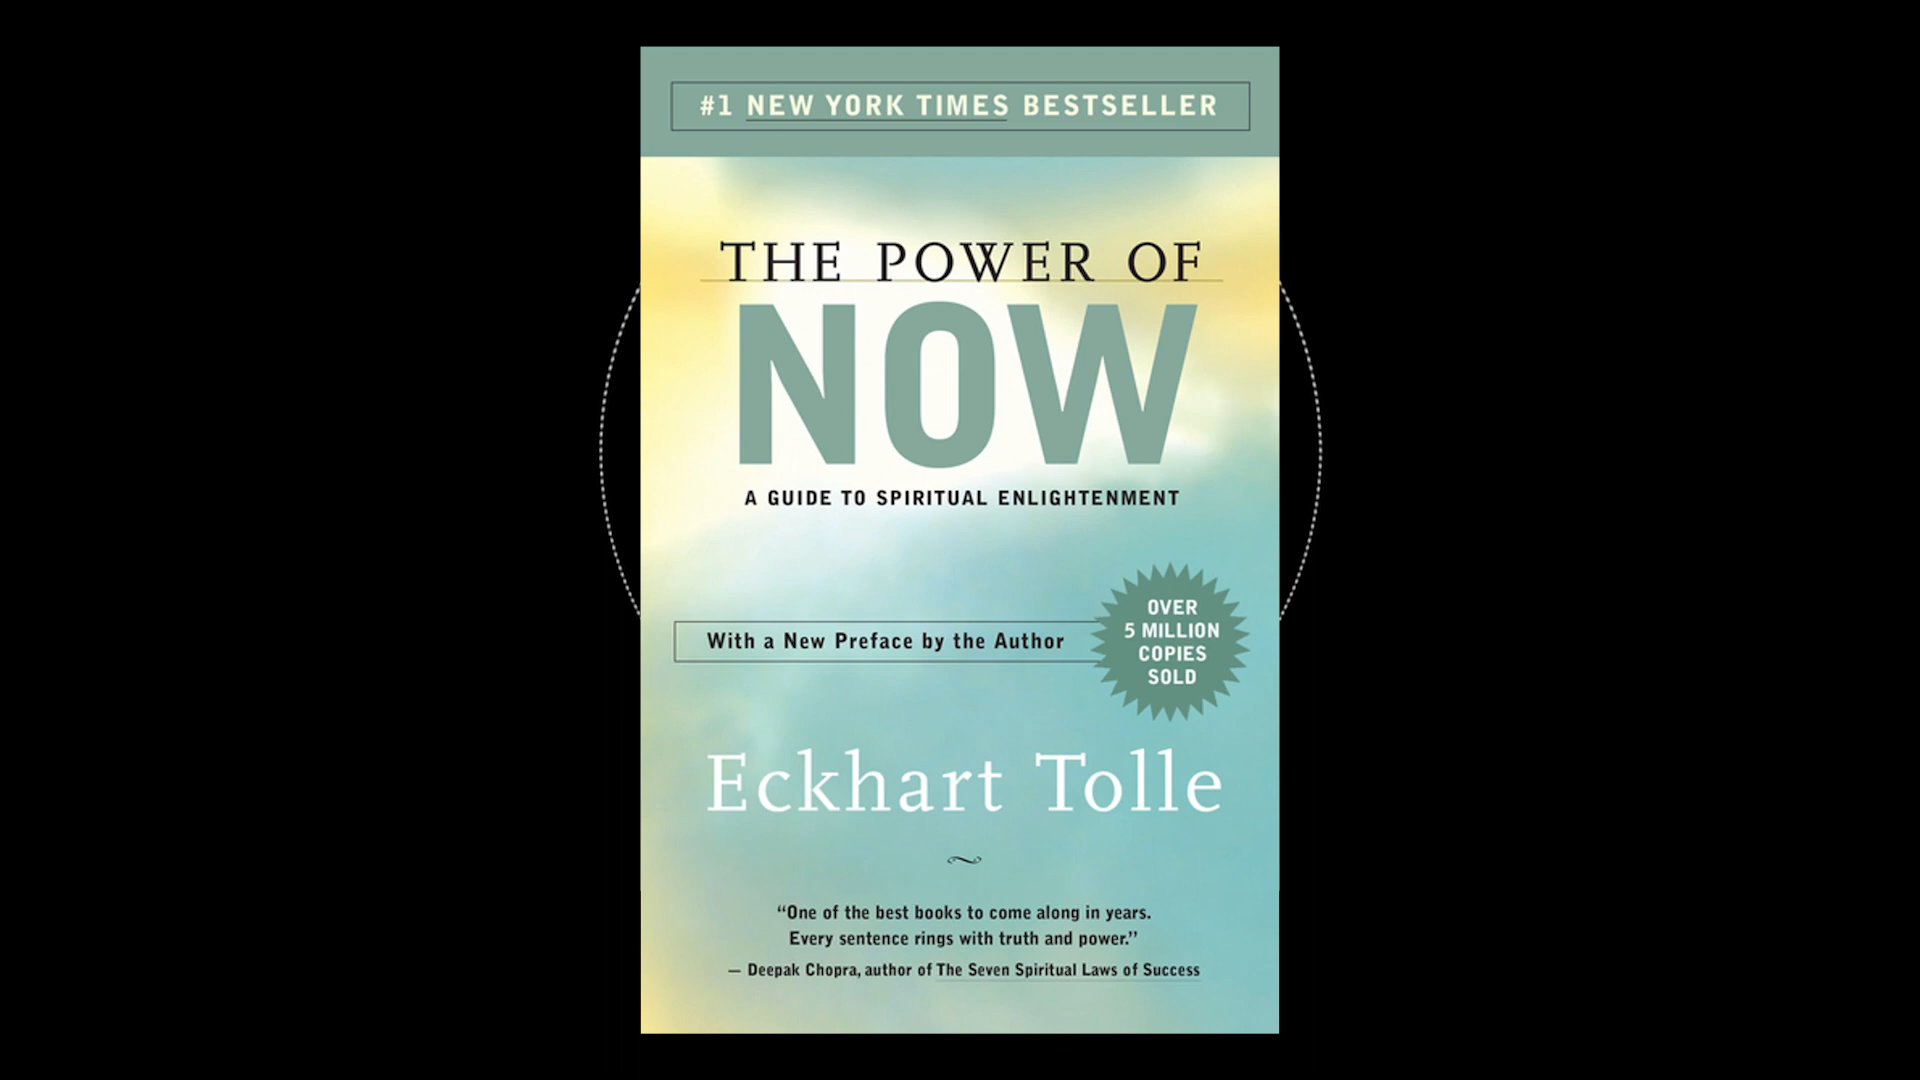 #1 NEW YORK TIMES BESTSELLER
THE POWER OF
NOW
A GUIDE TO SPIRITUAL ENLIGHTENMENT
With a New Preface by the Author
OVER
5 MILLION
COPIES
SOLD
Eckhart Tolle
“One of the best books to come along in years.
Every sentence rings with truth and power.”
— Deepak Chopra, author of The Seven Spiritual Laws of Success